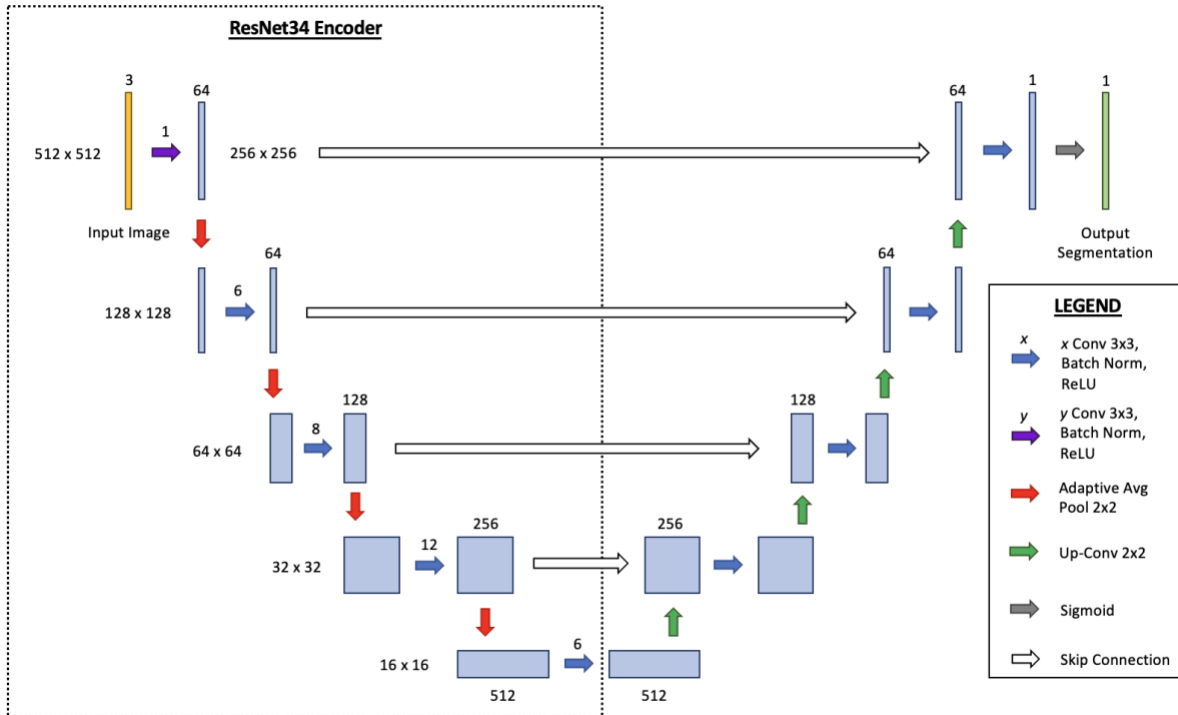 ResNet34 Encoder
3
64
1
512 x 512
256 x 256
Input Image
64
1
1
Output
Segmentation
64
6
128 x 128
64
128
8
64 x 64
128
256
12
32 x 32
256
6
16 x 16
512
512
LEGEND
x
x Conv 3x3,
Batch Norm,
ReLU
y
y Conv 3x3,
Batch Norm,
ReLU
Adaptive Avg
Pool 2x2
Up-Conv 2x2
Sigmoid
Skip Connection